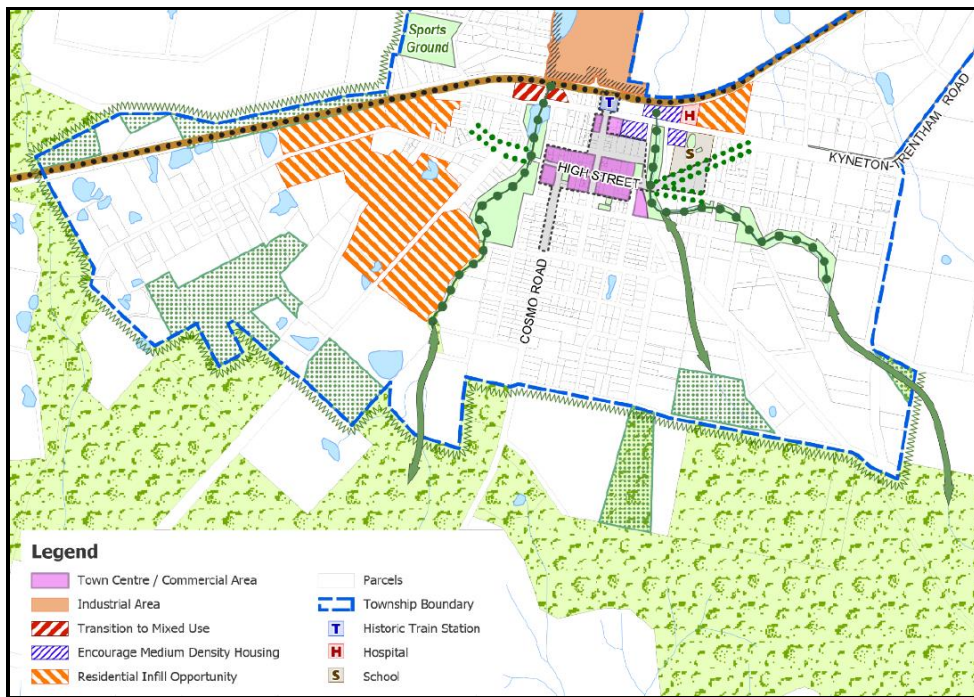 Sports
Ground
T
H
S
KYNETON-TRENTHAM ROAD
HIGH STREET
COSMO ROAD
Legend
Town Centre / Commercial Area
Industrial Area
Transition to Mixed Use
Encourage Medium Density Housing
Residential Infill Opportunity
Parcels
Township Boundary
T Historic Train Station
H Hospital
S School